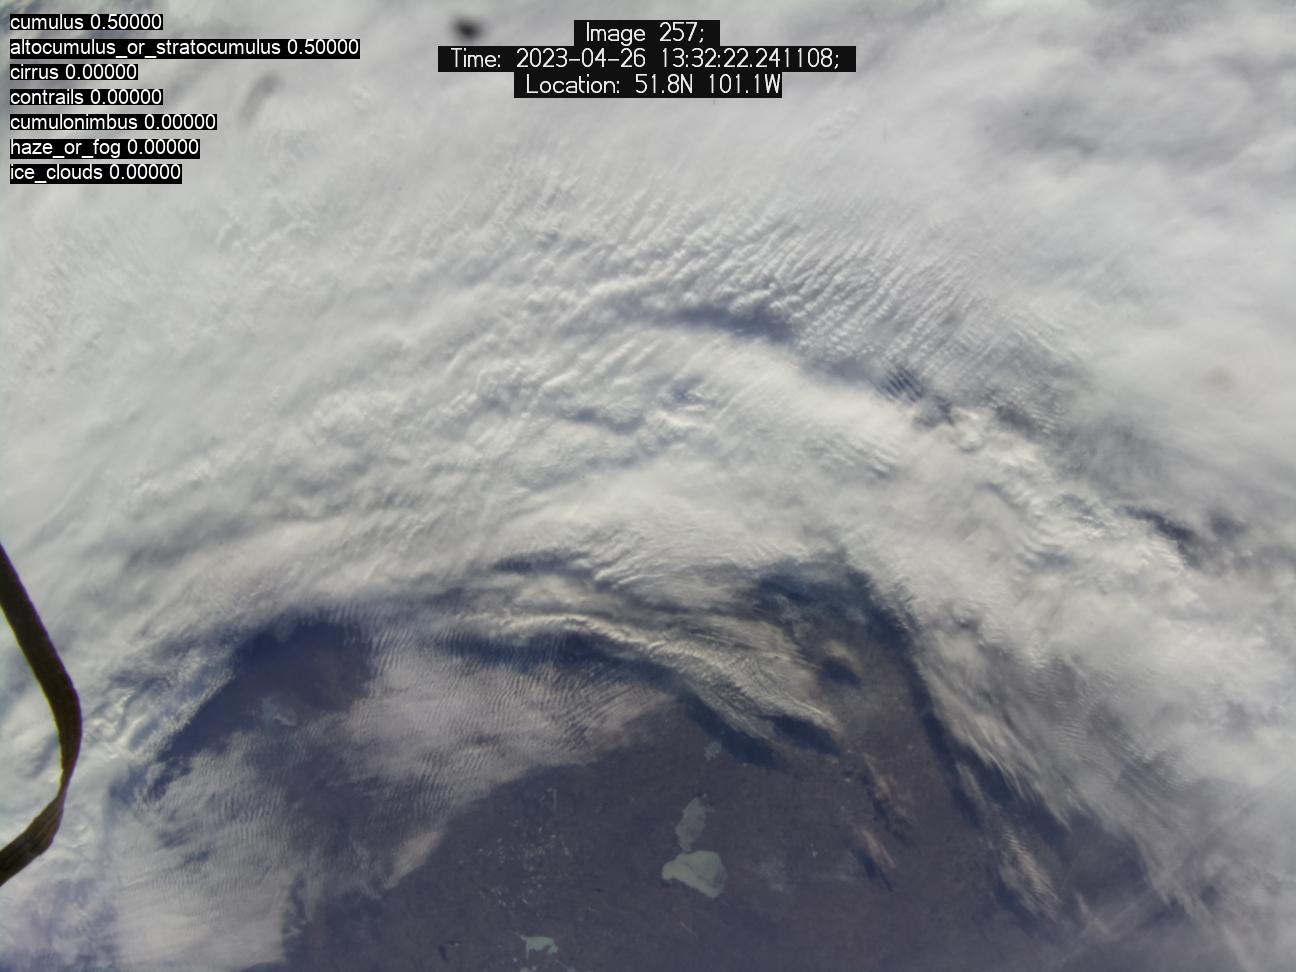 cumulus 0.50000
altocumulus_or_stratocumulus 0.50000
cirrus 0.00000
contrails 0.00000
cumulonimbus 0.00000
haze_or_fog 0.00000
ice_clouds 0.00000
Image 257;
Time: 2023-04-26 13:32:22.241108;
Location: 51.8N 101.1W